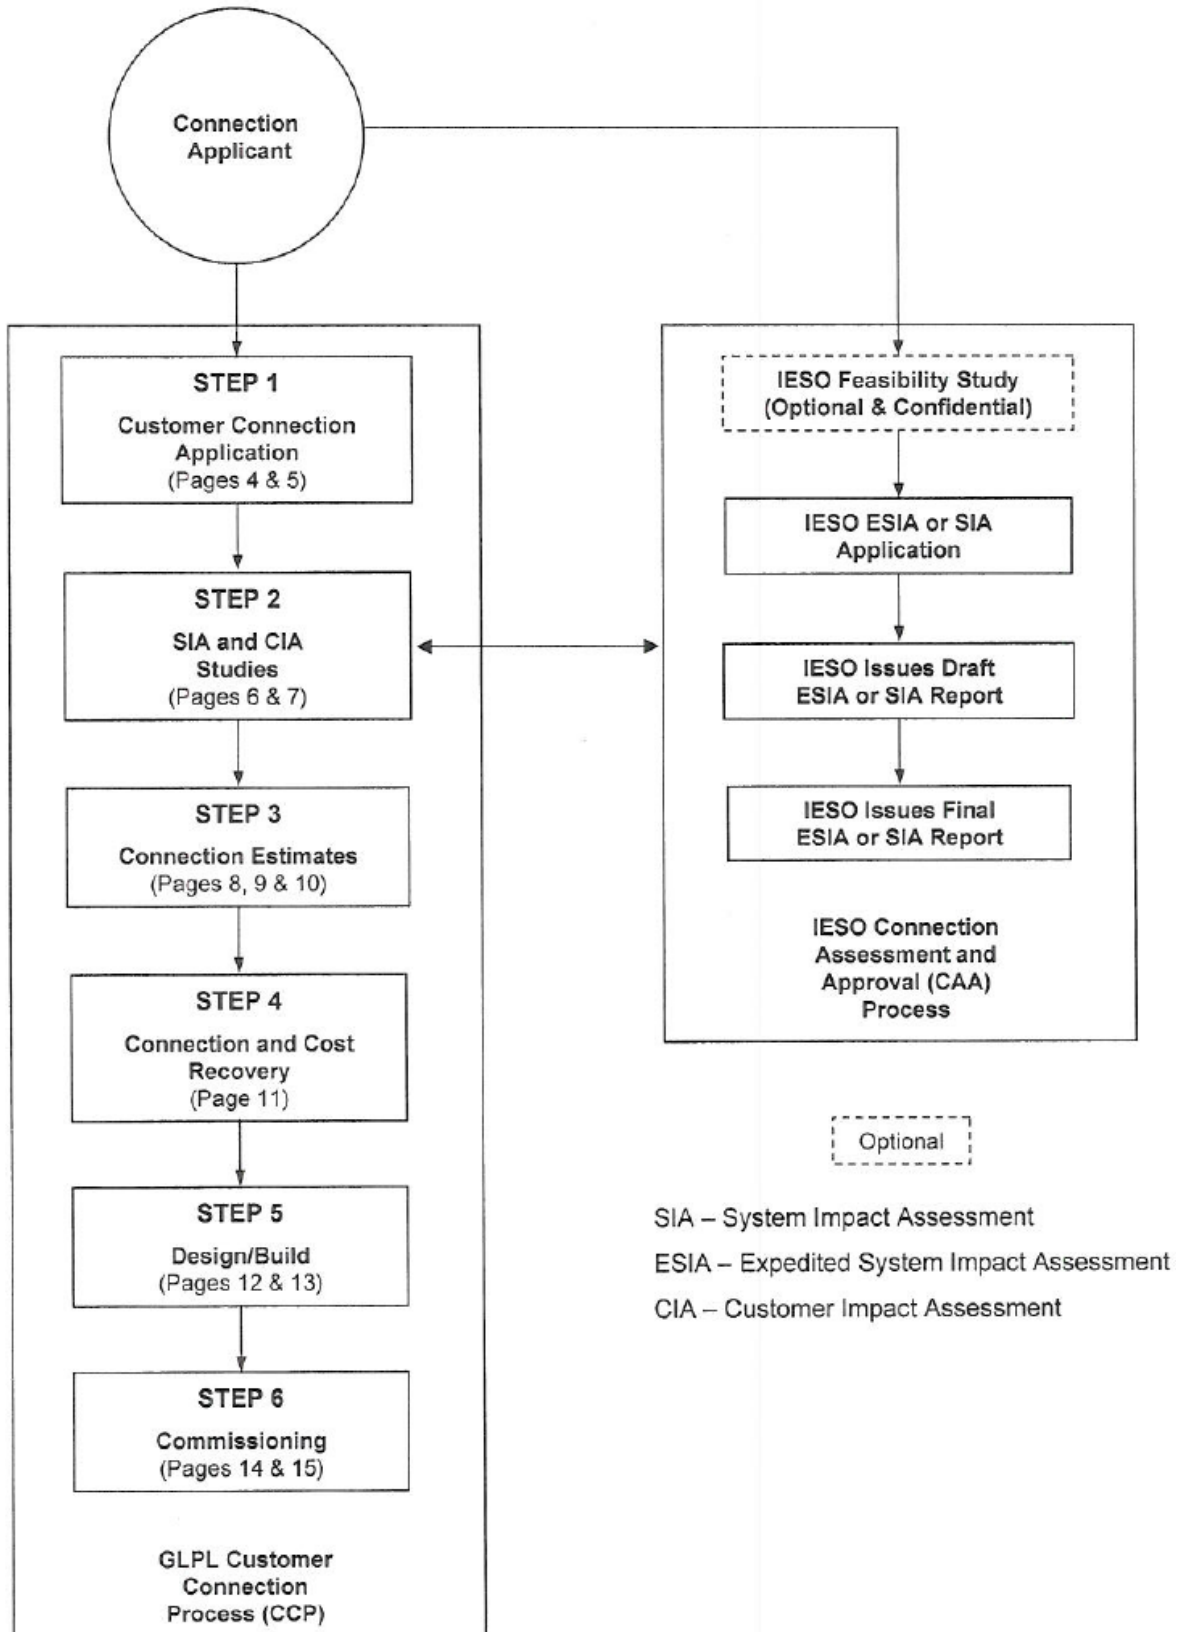 Connection
Applicant
STEP 1
Customer Connection
Application
(Pages 4 & 5)
STEP 2
SIA and CIA
Studies
(Pages 6 & 7)
STEP 3
Connection Estimates
(Pages 8, 9 & 10)
STEP 4
Connection and Cost
Recovery
(Page 11)
STEP 5
Design/Build
(Pages 12 & 13)
STEP 6
Commissioning
(Pages 14 & 15)
GLPL Customer
Connection
Process (CCP)
IESO Feasibility Study
(Optional & Confidential)
IESO ESIA or SIA
Application
IESO Issues Draft
ESIA or SIA Report
IESO Issues Final
ESIA or SIA Report
IESO Connection
Assessment and
Approval (CAA)
Process
Optional
SIA – System Impact Assessment
ESIA – Expedited System Impact Assessment
CIA – Customer Impact Assessment